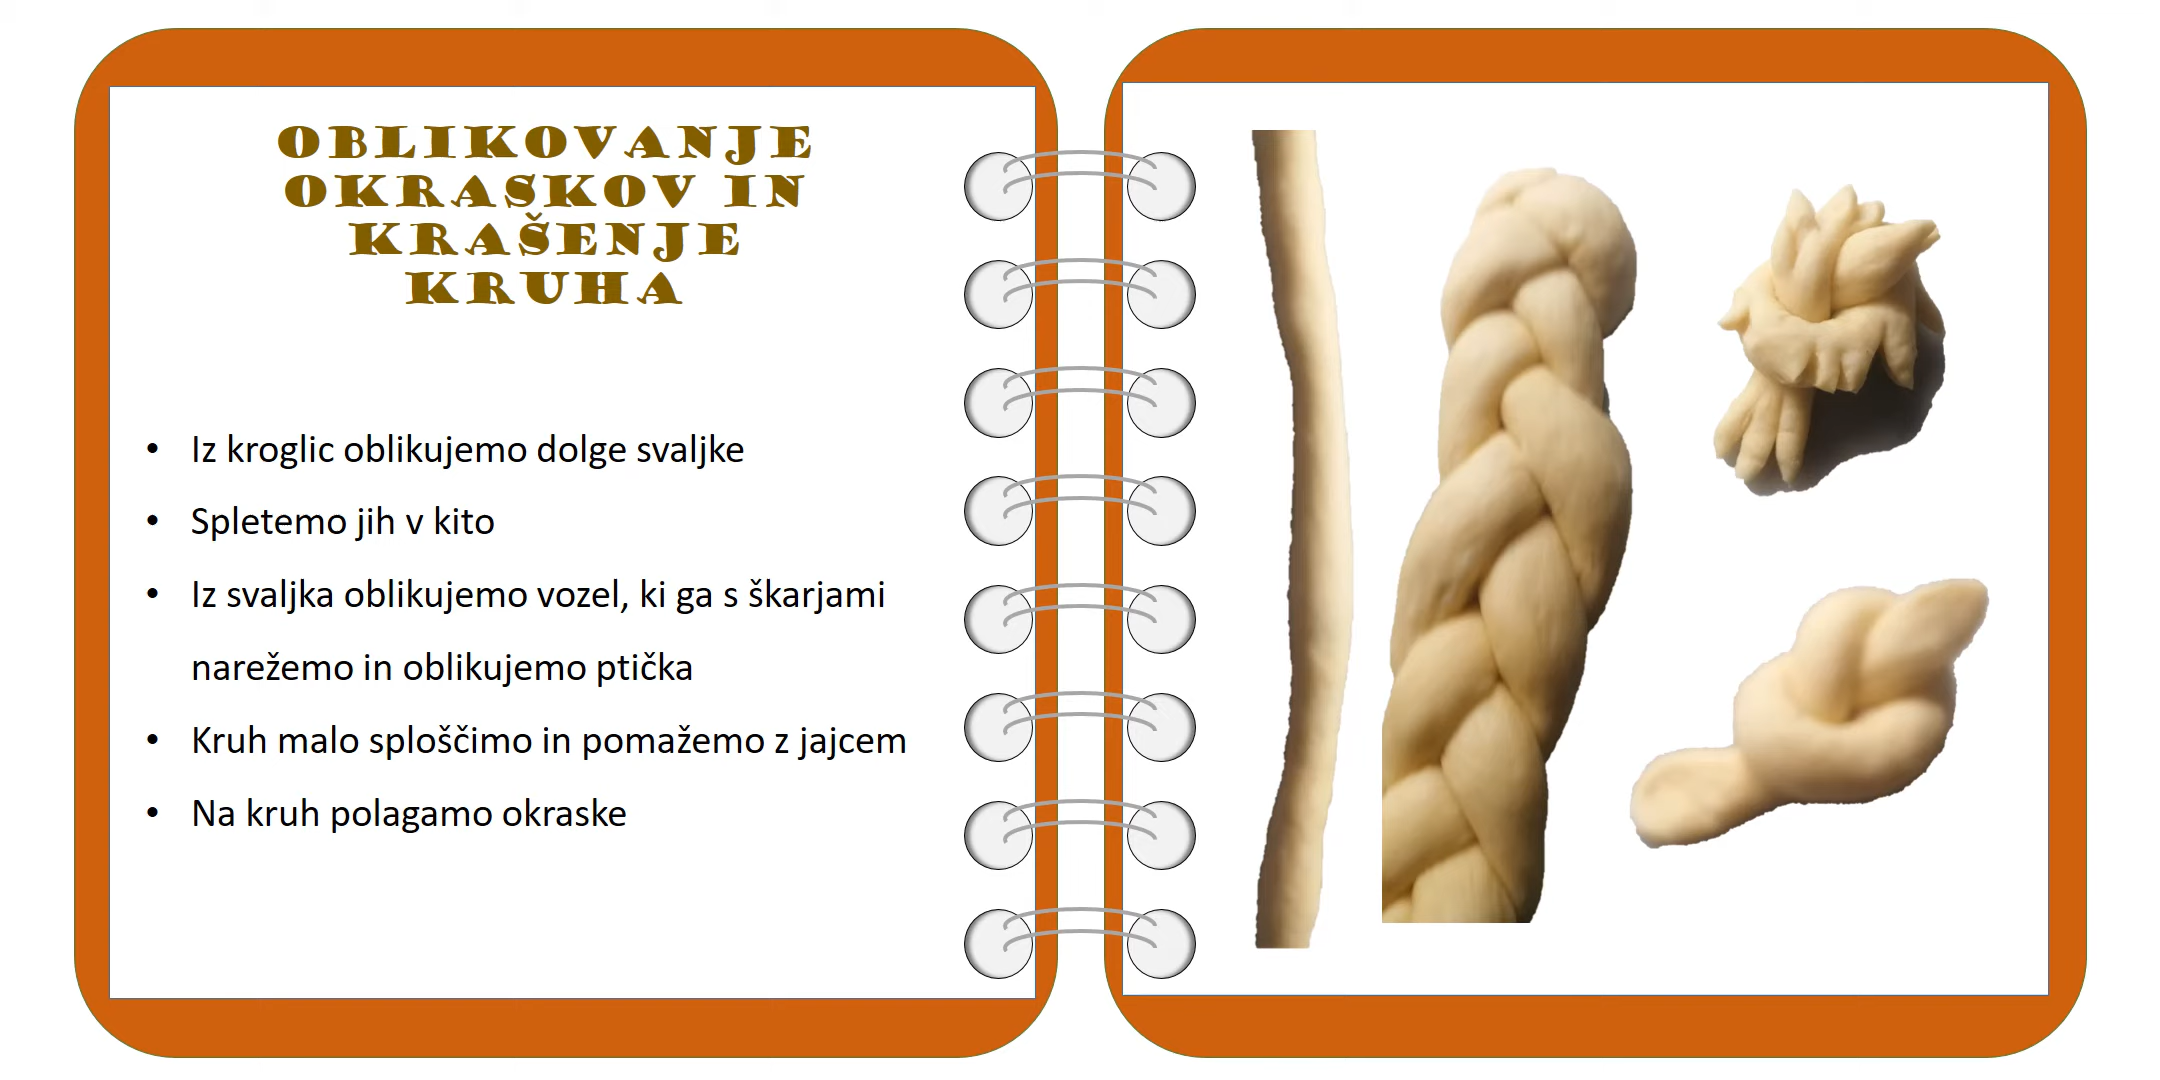 OBLIKOVANJE
OKRASKOV IN
KRAŠENJE
KRUHA
• Iz kroglic oblikujemo dolge svaljke
• Spletemo jih v kito
• Iz svaljka oblikujemo vozel, ki ga s škarjami
narežemo in oblikujemo ptička
• Kruh malo sploščimo in pomažemo z jajcem
• Na kruh polagamo okraske